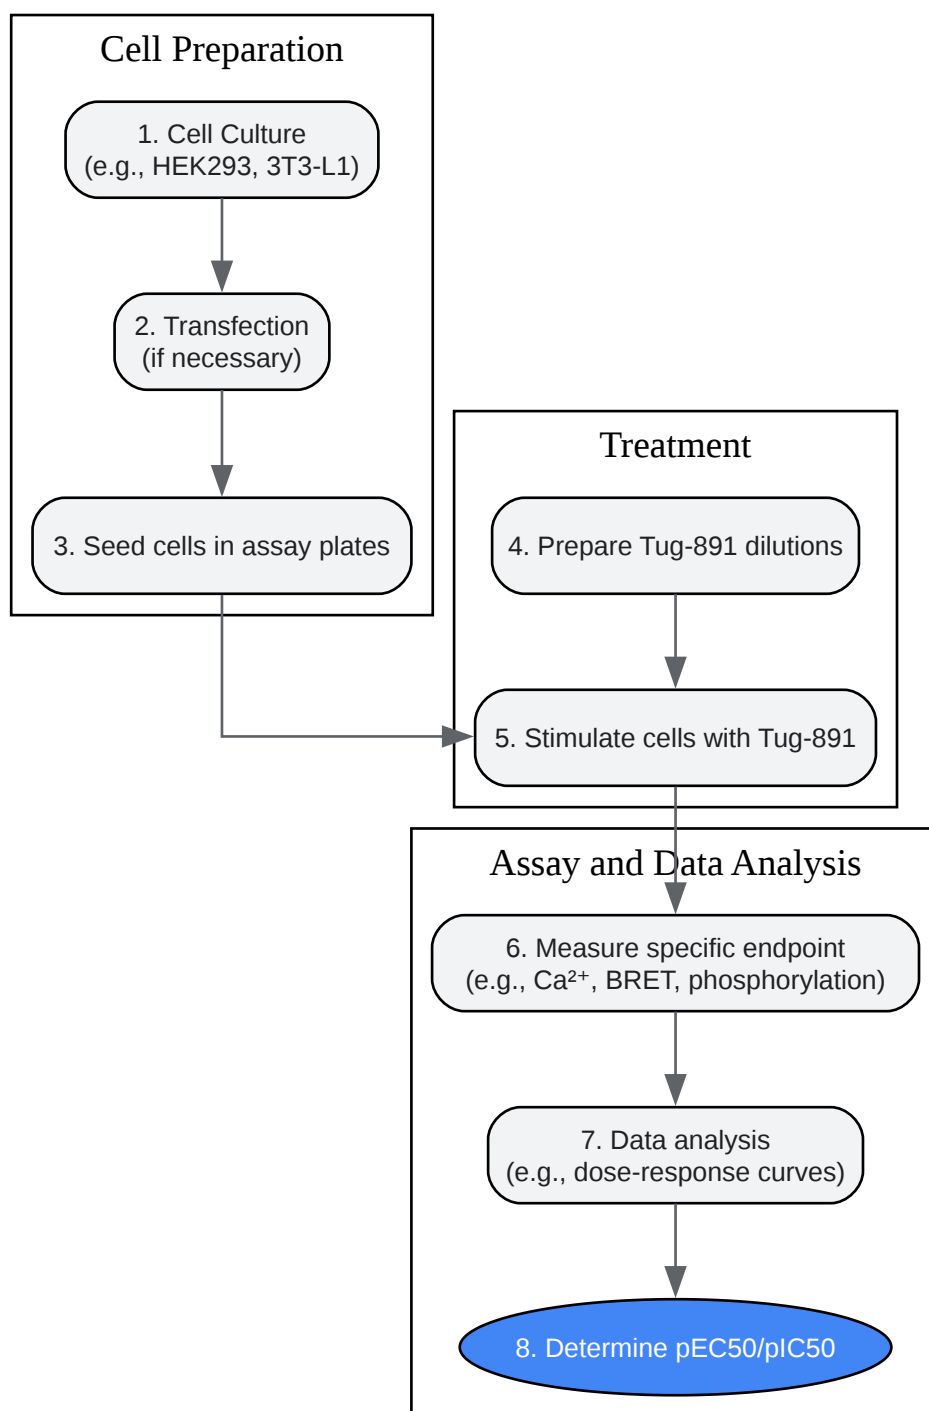 Cell Preparation
1. Cell Culture
(e.g., HEK293, 3T3-L1)
2. Transfection
(if necessary)
3. Seed cells in assay plates
Treatment
4. Prepare Tug-891 dilutions
5. Stimulate cells with Tug-891
Assay and Data Analysis
6. Measure specific endpoint
(e.g., Ca²⁺, BRET, phosphorylation)
7. Data analysis
(e.g., dose-response curves)
8. Determine pEC50/pIC50